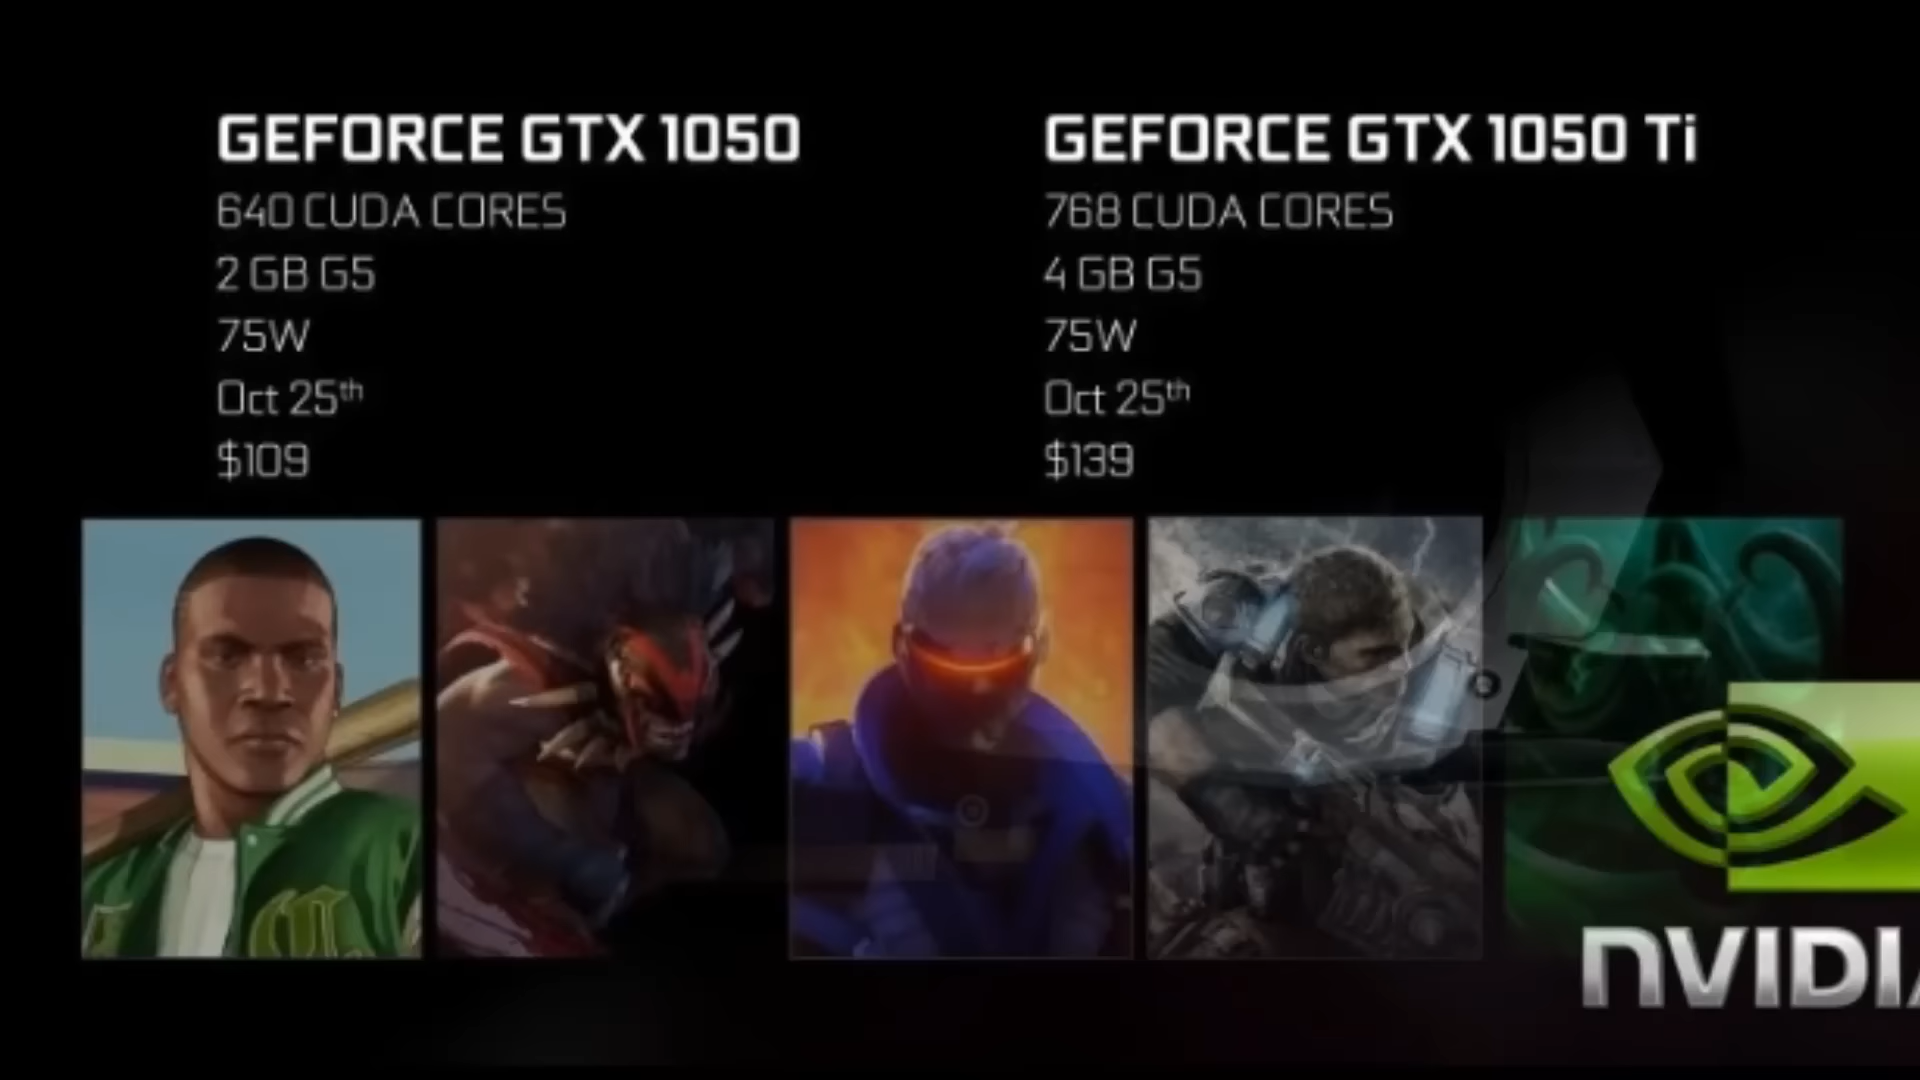 GEFORCE GTX 1050
640 CUDA CORES
2 GB G5
75W
Oct 25th
$109
GEFORCE GTX 1050 Ti
768 CUDA CORES
4 GB G5
75W
Oct 25th
$139
NVIDIA